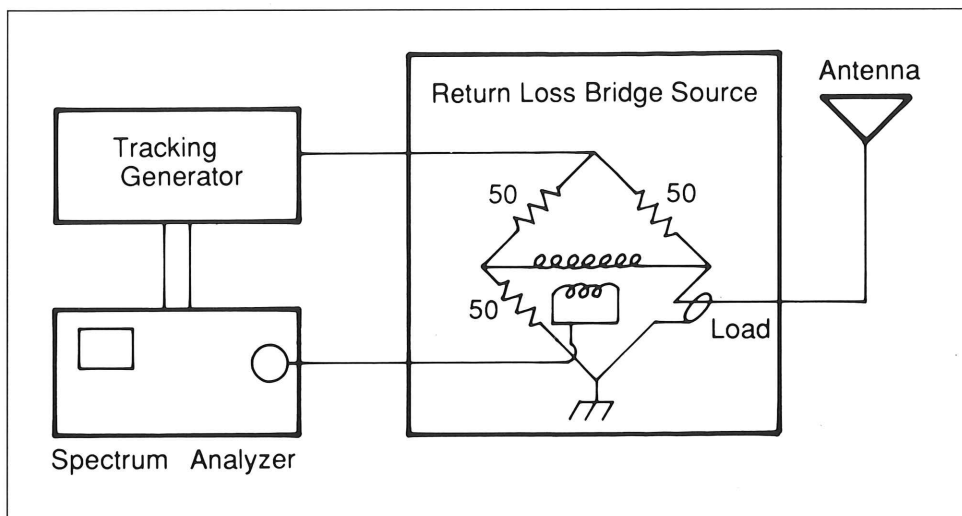 Return Loss Bridge Source
Antenna
Tracking
Generator
50
50
50
Load
Spectrum Analyzer